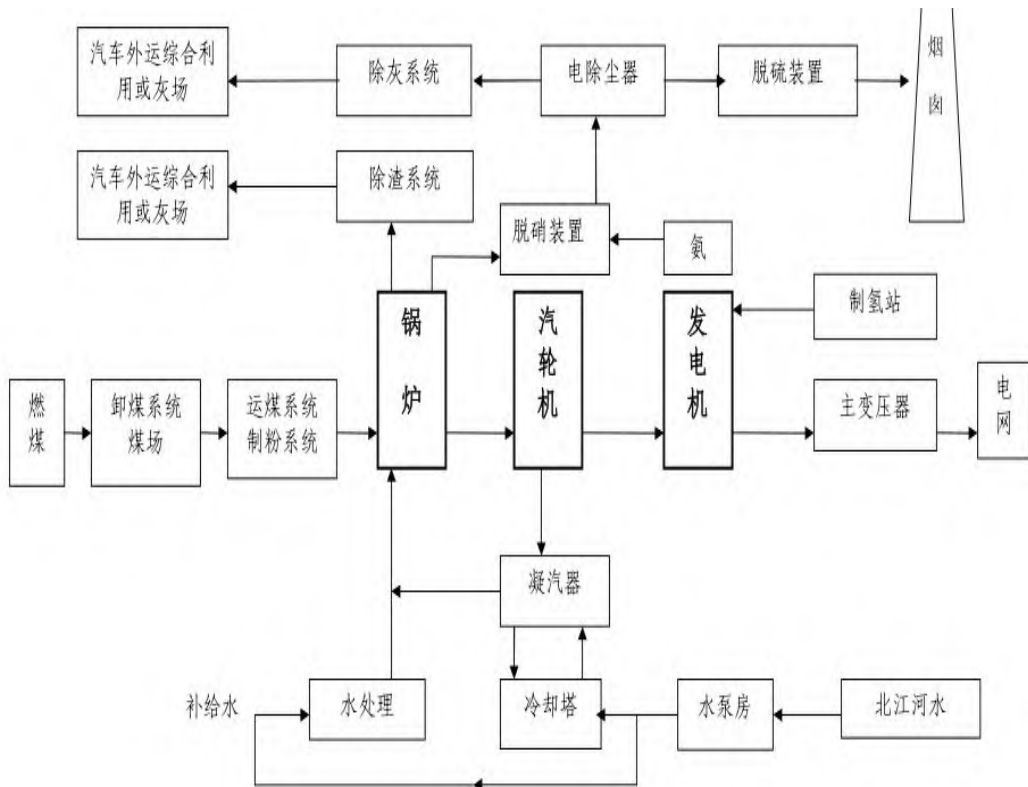 汽车外运综合利
用或灰场
除灰系统
电除尘器
脱硫装置
烟
囱
汽车外运综合利
用或灰场
除渣系统
脱硝装置
氨
制氢站
锅
炉
汽
轮
机
发
电
机
燃
煤
卸煤系统
煤场
运煤系统
制粉系统
主变压器
电
网
凝汽器
补给水
水处理
冷却塔
水泵房
北江河水